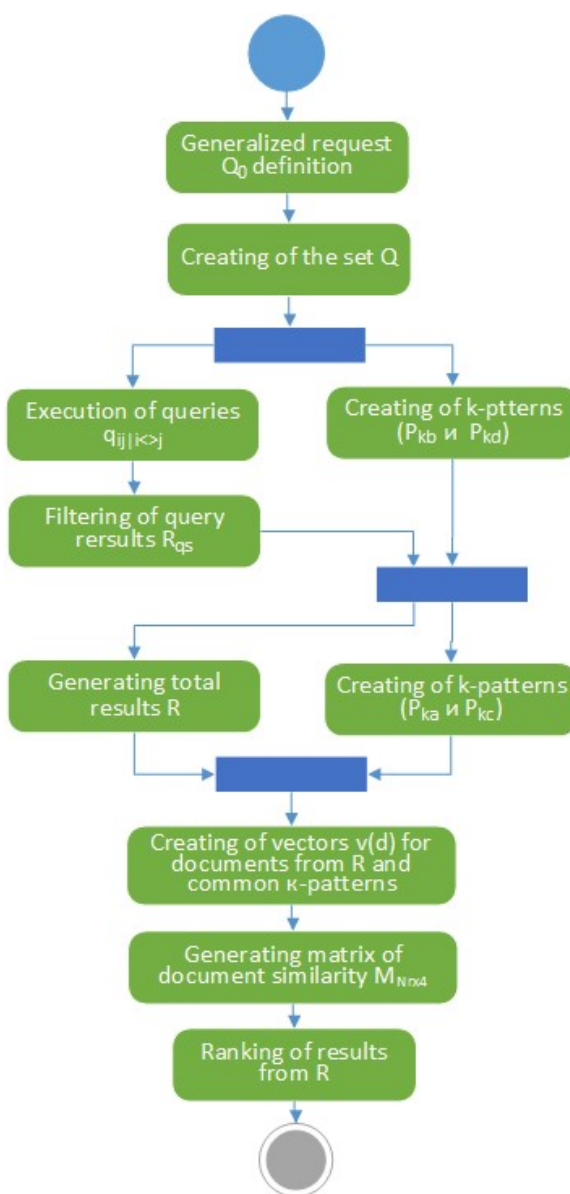 Generalized request
Q0 definition
Creating of the set Q
Execution of queries
qij|i<>j
Creating of k-ptterns
(Pkb и Pkd)
Filtering of query
rersults Rqs
Generating total
results R
Creating of k-patterns
(Pka и Pkc)
Creating of vectors v(d) for
documents from R and
common к-patterns
Generating matrix of
document similarity MNrx4
Ranking of results
from R